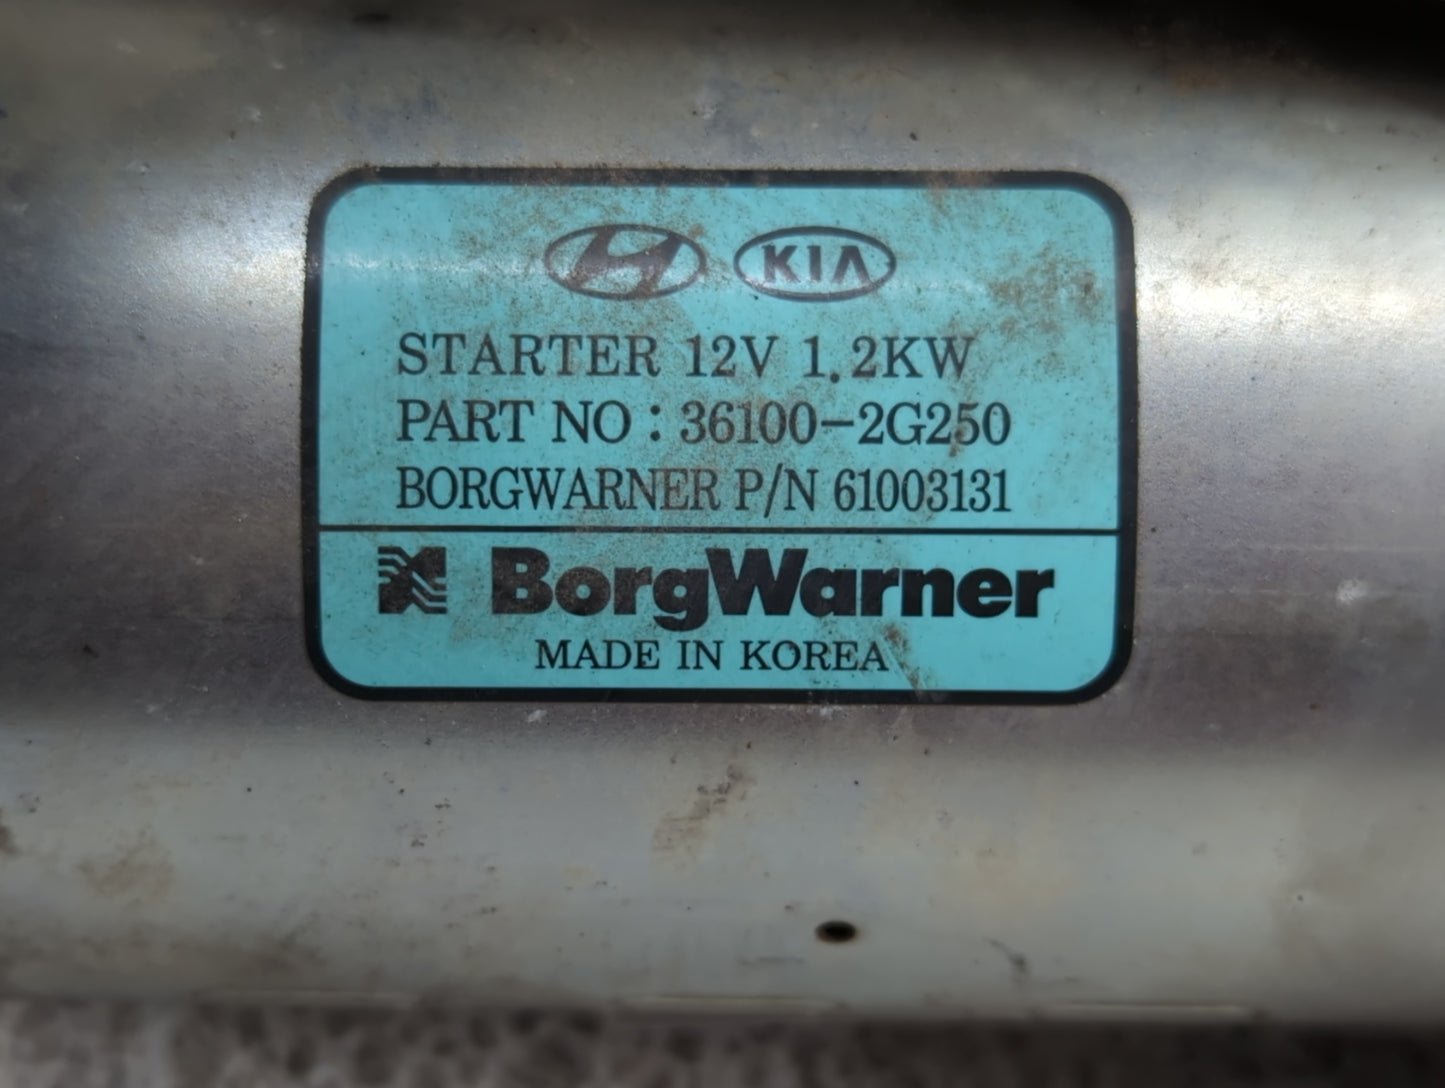 KIA
STARTER 12V 1.2KW
PART NO : 36100-2G250
BORGWARNER P/N 61003131
BorgWarner
MADE IN KOREA